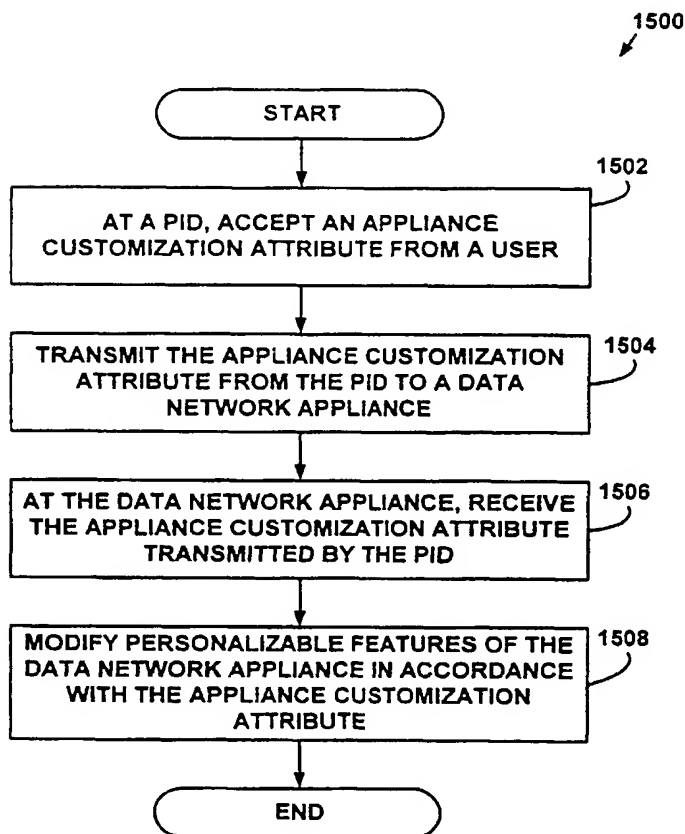 1500
START
1502
AT A PID, ACCEPT AN APPLIANCE
CUSTOMIZATION ATTRIBUTE FROM A USER
1504
TRANSMIT THE APPLIANCE CUSTOMIZATION
ATTRIBUTE FROM THE PID TO A DATA
NETWORK APPLIANCE
1506
AT THE DATA NETWORK APPLIANCE, RECEIVE
THE APPLIANCE CUSTOMIZATION ATTRIBUTE
TRANSMITTED BY THE PID
1508
MODIFY PERSONALIZABLE FEATURES OF THE
DATA NETWORK APPLIANCE IN ACCORDANCE
WITH THE APPLIANCE CUSTOMIZATION
ATTRIBUTE
END